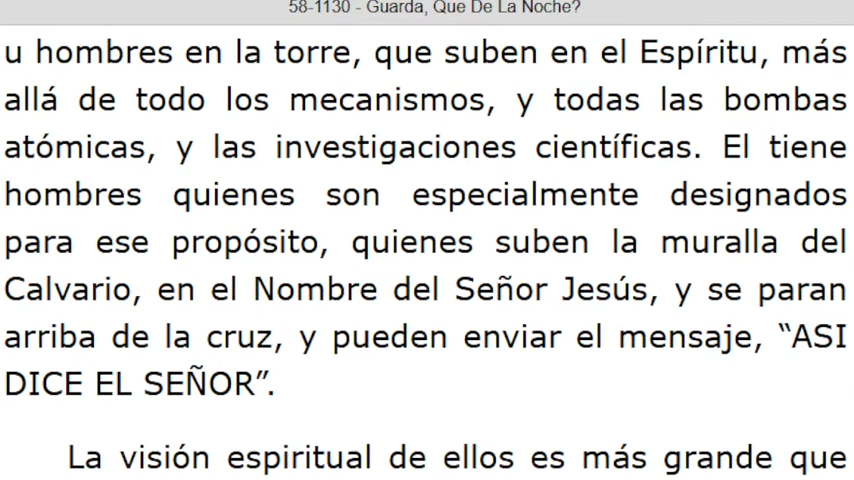 58-1130 - Guarda, Que De La Noche?
u hombres en la torre, que suben en el Espíritu, más
allá de todo los mecanismos, y todas las bombas
atómicas, y las investigaciones científicas. El tiene
hombres quienes son especialmente designados
para ese propósito, quienes suben la muralla del
Calvario, en el Nombre del Señor Jesús, y se paran
arriba de la cruz, y pueden enviar el mensaje, “ASI
DICE EL SEÑOR”.
La visión espiritual de ellos es más grande que